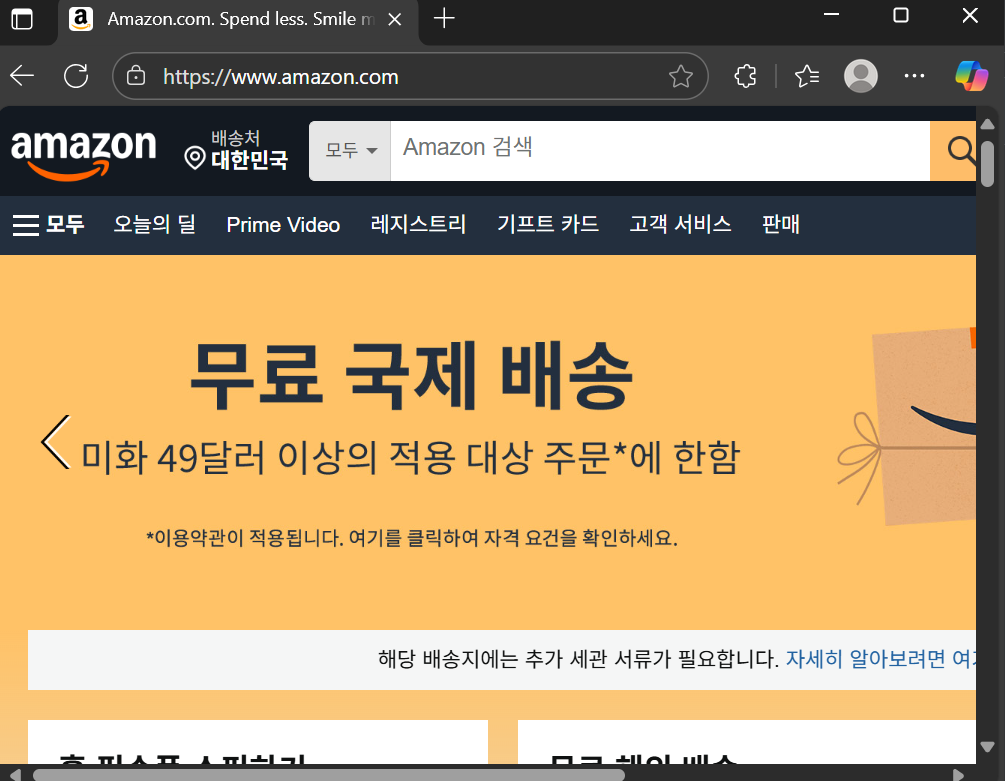 Amazon.com. Spend less. Smile m
https://www.amazon.com
amazon
배송처
대한민국
모두
Amazon 검색
모두 오늘의 딜 Prime Video 레지스트리 기프트 카드 고객 서비스 판매
무료 국제 배송
미화 49달러 이상의 적용 대상 주문*에 한함
*이용약관이 적용됩니다. 여기를 클릭하여 자격 요건을 확인하세요.
해당 배송지에는 추가 세관 서류가 필요합니다. 자세히 알아보려면
무료 해외 배송